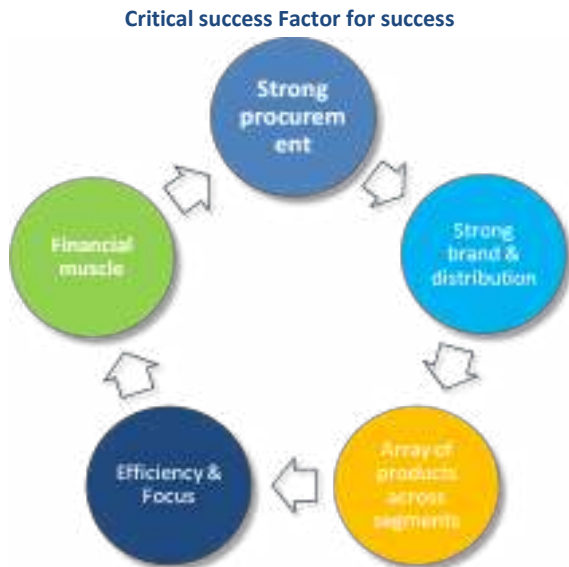 Critical success Factor for success
Strong
procurem
ent
Strong
brand &
distribution
Array of
products
across
segments
Efficiency &
Focus
Financial
muscle